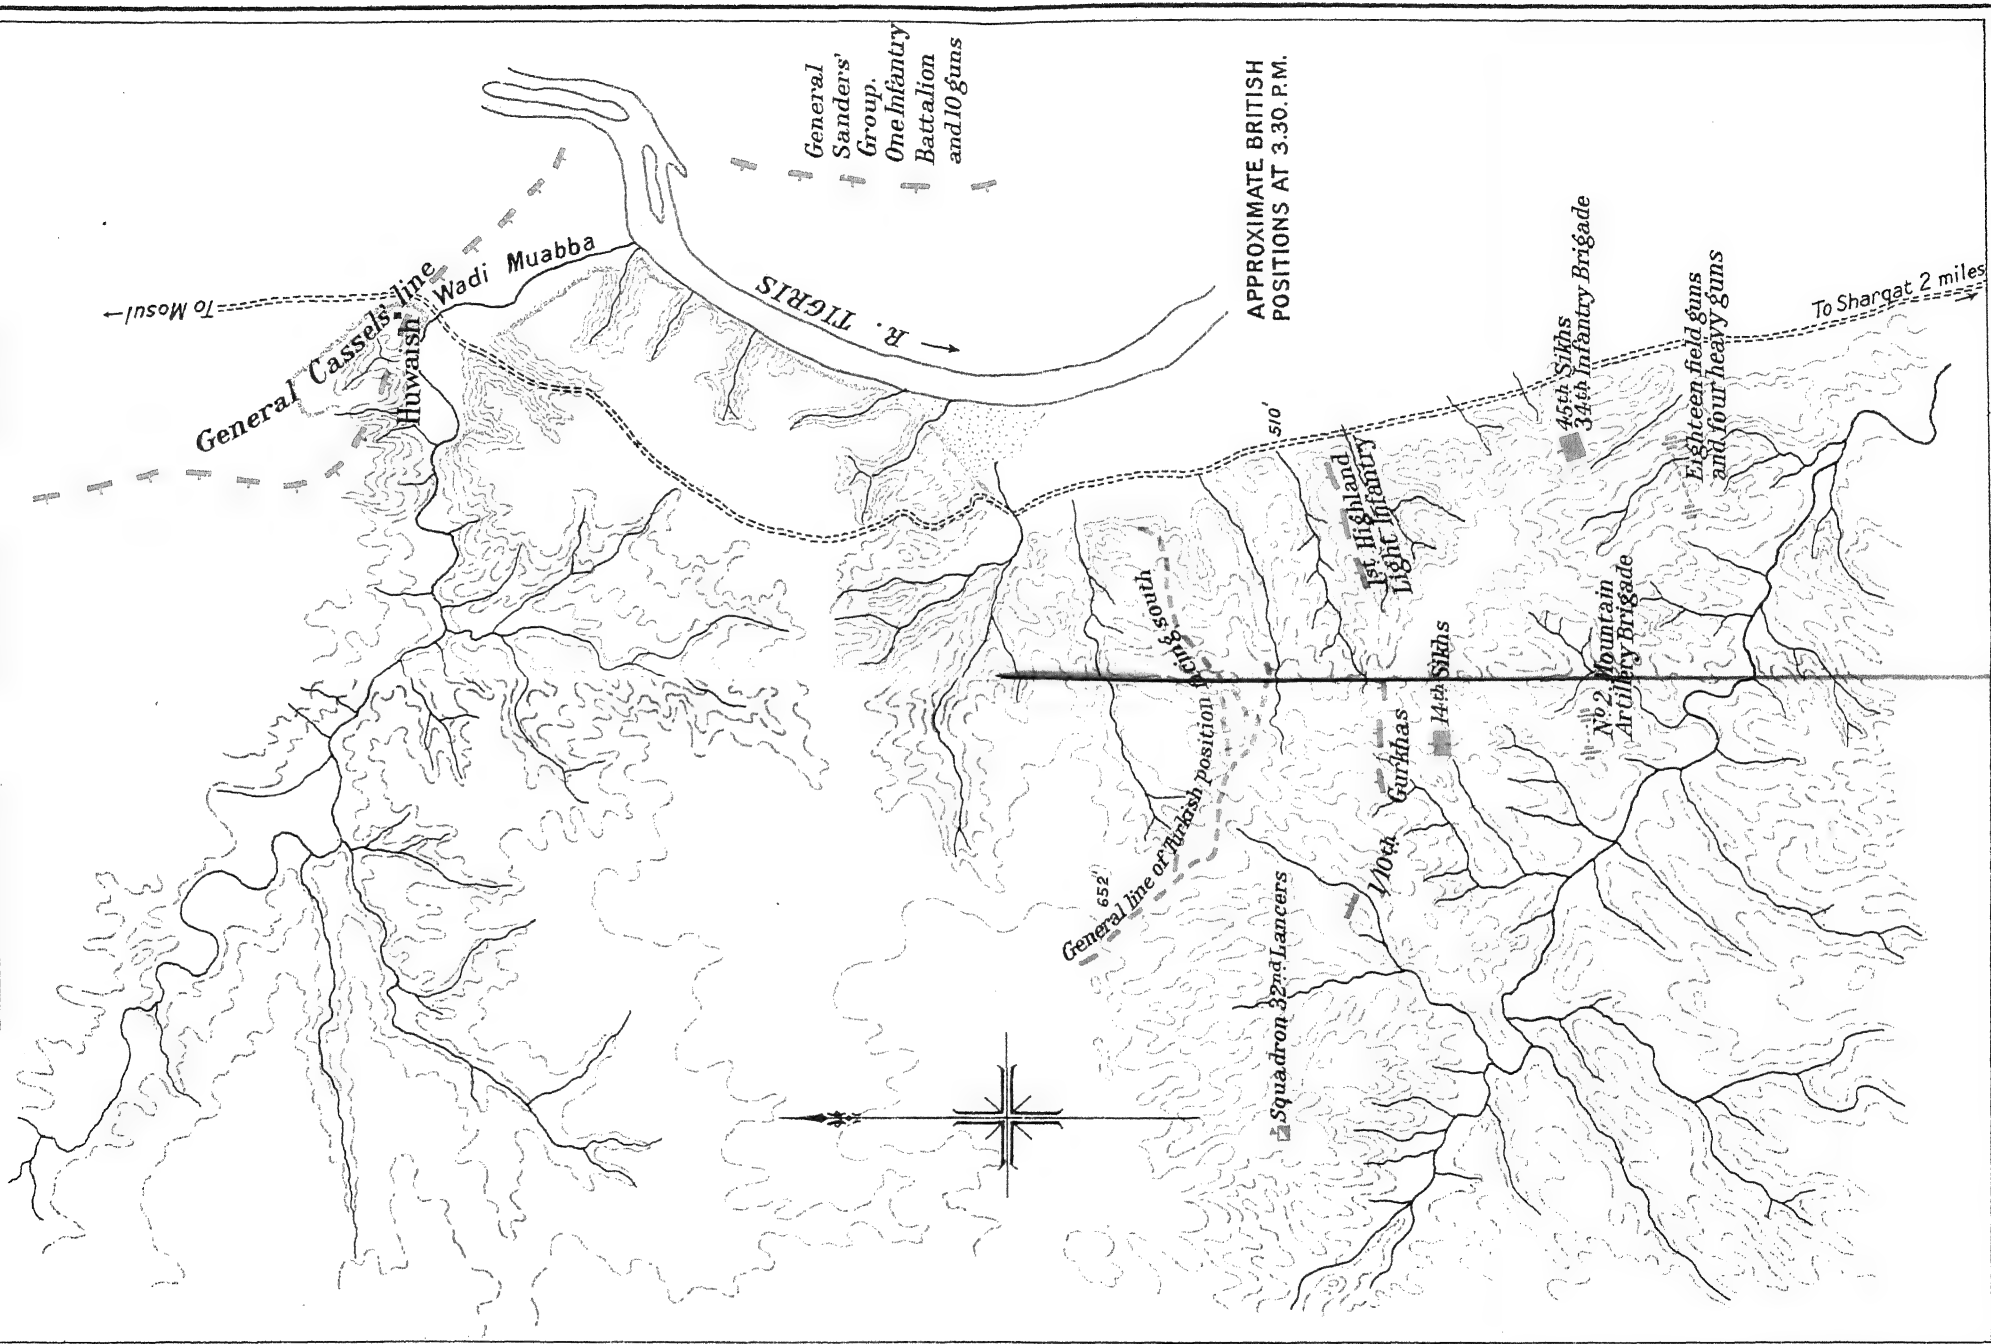 General
Sanders'
Group.
One Infantry
Battalion
and 10 guns
APPROXIMATE BRITISH
POSITIONS AT 3.30. P.M.
To Mosul
General Cassels' line
Huwaish
Wadi Muabba
R. TIGRIS
To Sharqat 2 miles
45th Sikhs
34th Infantry Brigade
Eighteen field guns
and four heavy guns
510'
1st Highland
Light Infantry
General line of Turkish position facing south
652'
14th Sikhs
No 2 Mountain
Artillery Brigade
1/10th Gurkhas
Squadron 32nd Lancers